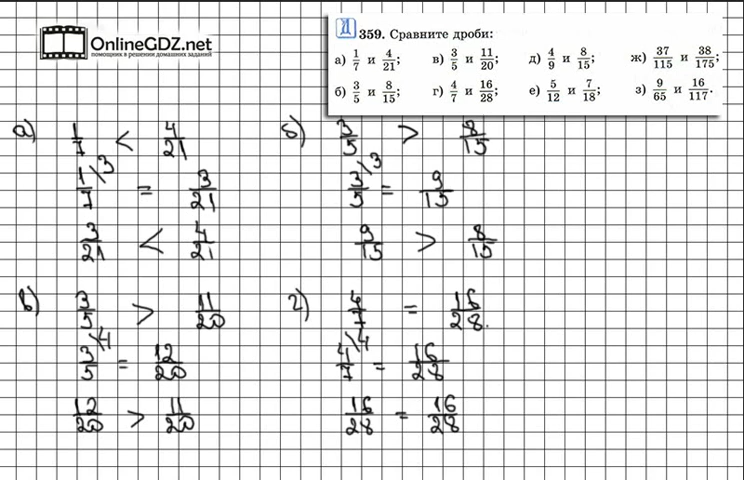 OnlineGDZ.net
помощник в решении домашних заданий
Д 359. Сравните дроби:
а) 1/7 и 4/21; в) 3/5 и 11/20; д) 4/9 и 8/15; ж) 37/115 и 38/175;
б) 3/5 и 8/15; г) 4/7 и 16/28; е) 5/12 и 7/18; з) 9/65 и 16/117.
а) 1/7 < 4/21 б) 3/5 > 8/15
1/7\3 = 3/21 3/5\3 = 9/15
3/21 < 4/21 9/15 > 8/15
в) 3/5 > 11/20 г) 4/7 = 16/28.
3/5\4 = 12/20 4/7\4 = 16/28
12/20 > 11/20 16/28 = 16/28